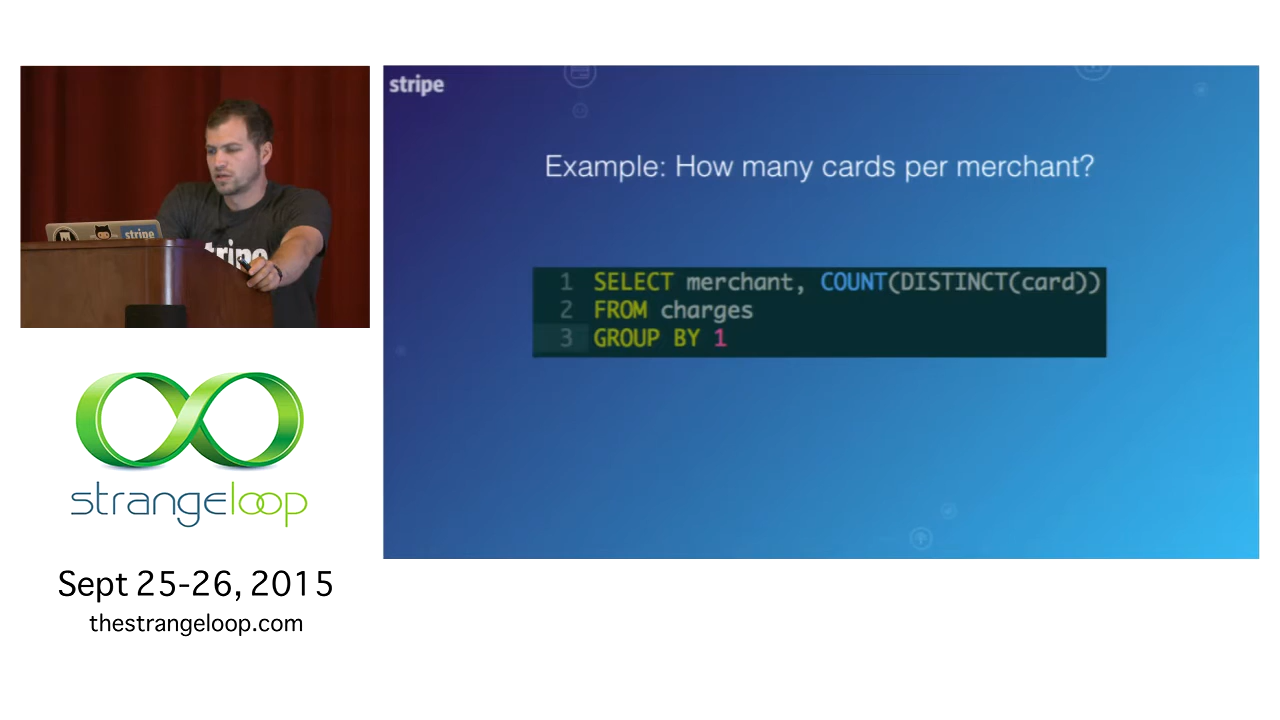 stripe
Example: How many cards per merchant?
1 SELECT merchant, COUNT(DISTINCT(card))
2 FROM charges
3 GROUP BY 1
stripe
stripe
strangeloop
Sept 25-26, 2015
thestrangeloop.com